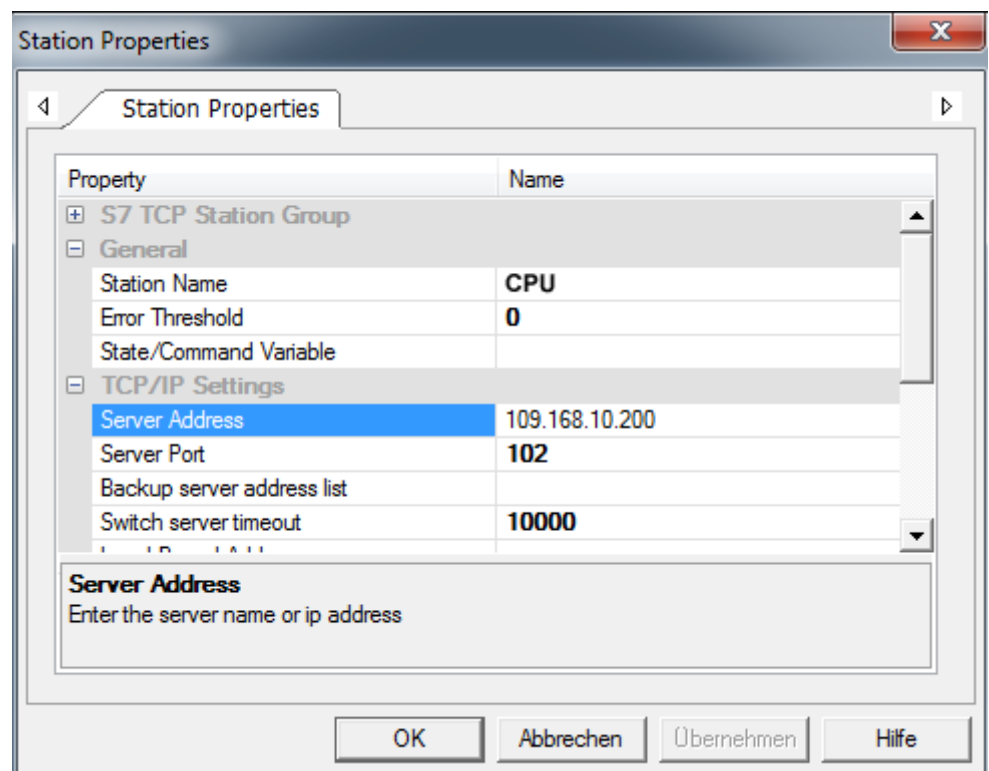 Station Properties
Station Properties
Property Name
S7 TCP Station Group
General
Station Name CPU
Error Threshold 0
State/Command Variable
TCP/IP Settings
Server Address 109.168.10.200
Server Port 102
Backup server address list
Switch server timeout 10000
Server Address
Enter the server name or ip address
OK Abbrechen Übernehmen Hilfe